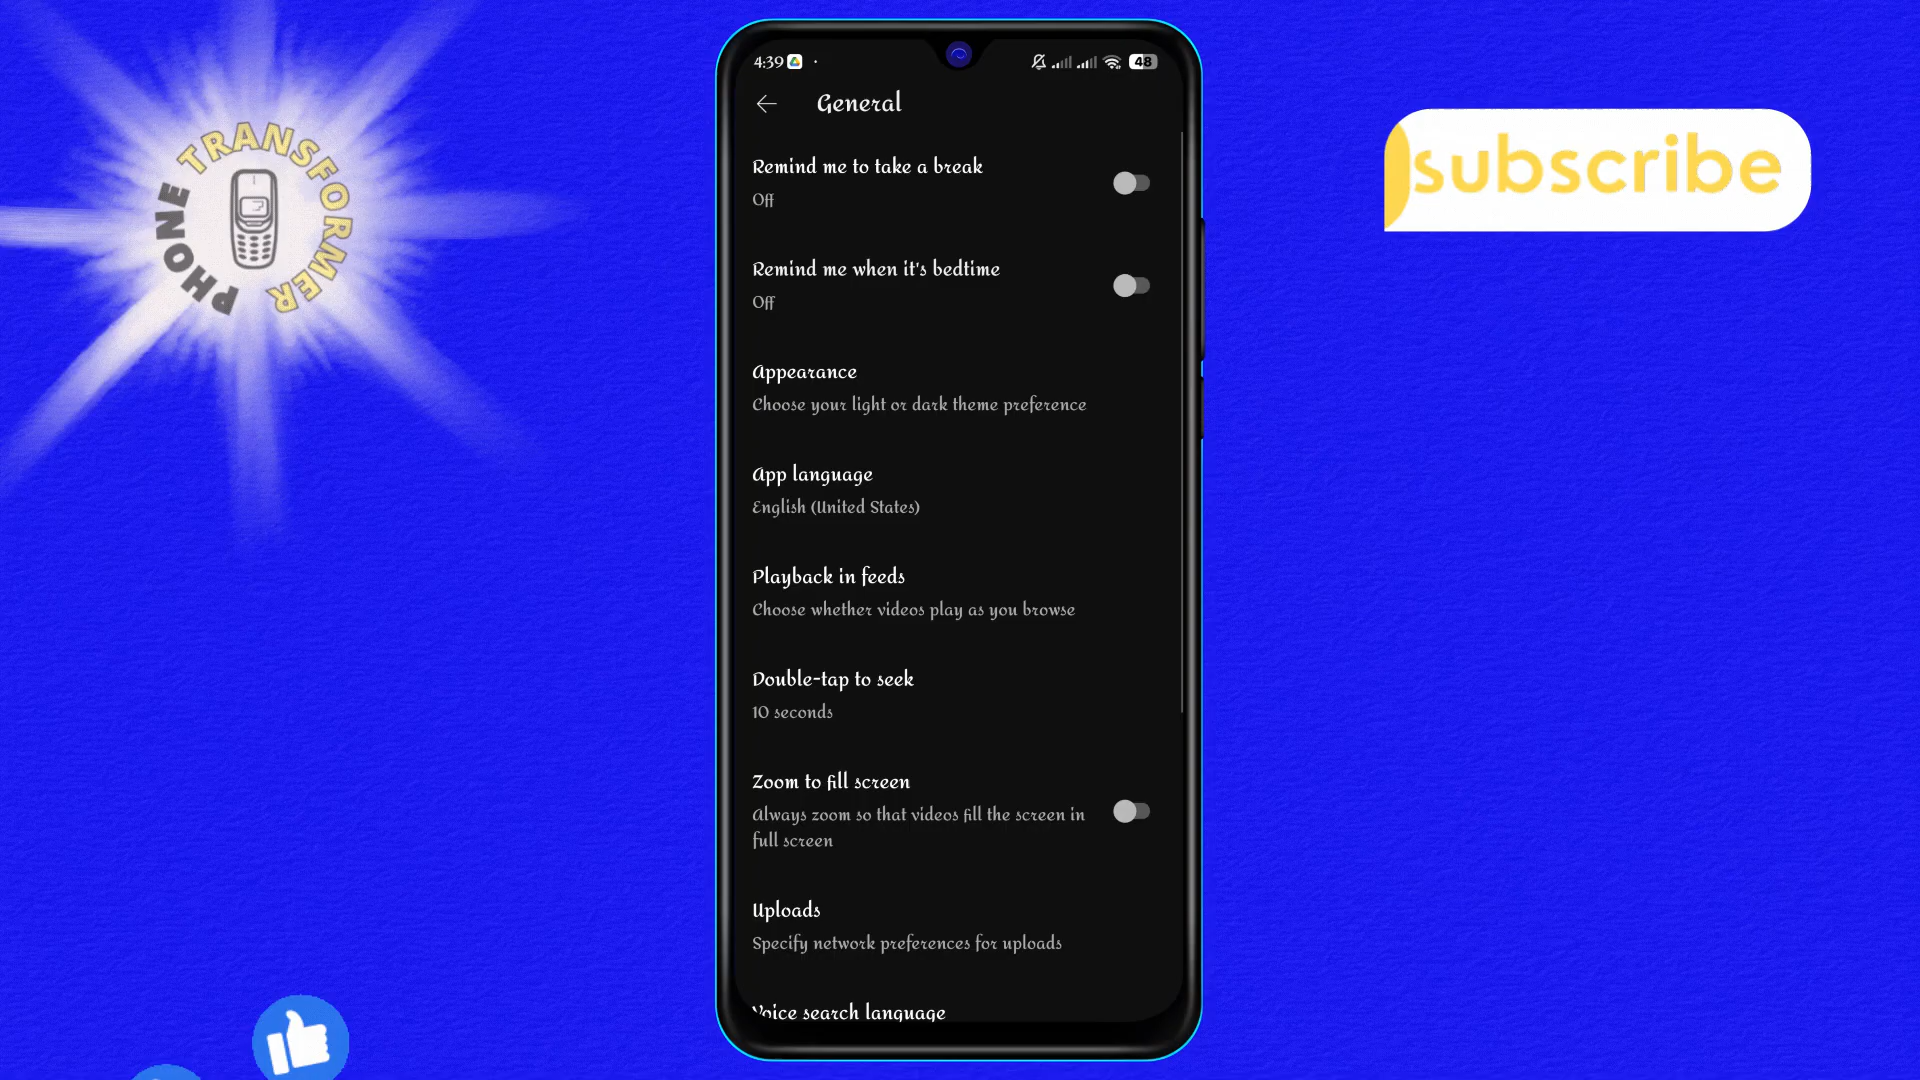 PHONE TRANSFORMER
subscribe
4:39
48
General
Remind me to take a break
Off
Remind me when it's bedtime
Off
Appearance
Choose your light or dark theme preference
App language
English (United States)
Playback in feeds
Choose whether videos play as you browse
Double-tap to seek
10 seconds
Zoom to fill screen
Always zoom so that videos fill the screen in
full screen
Uploads
Specify network preferences for uploads
Voice search language